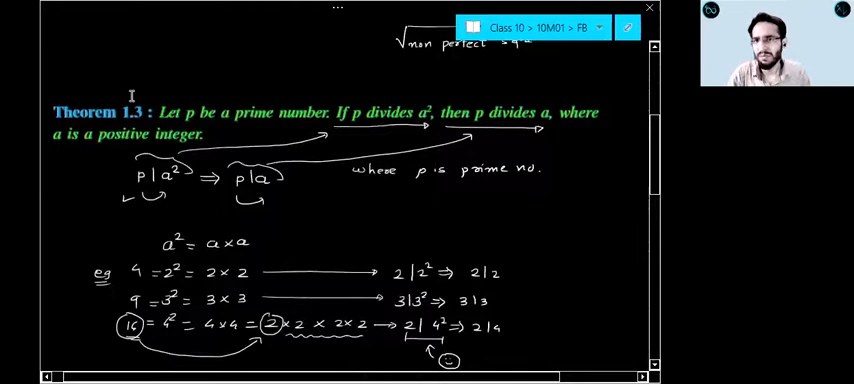 Class 10 > 10M01 > FB
√non perfect
Theorem 1.3 : Let p be a prime number. If p divides a², then p divides a, where
a is a positive integer.
p | a² ⇒ p | a where p is prime no.
a² = a × a
eg 4 = 2² = 2 × 2 → 2 | 2² ⇒ 2 | 2
9 = 3² = 3 × 3 → 3 | 3² ⇒ 3 | 3
16 = 4² = 4 × 4 = 2 × 2 × 2 × 2 → 2 | 4² ⇒ 2 | 4